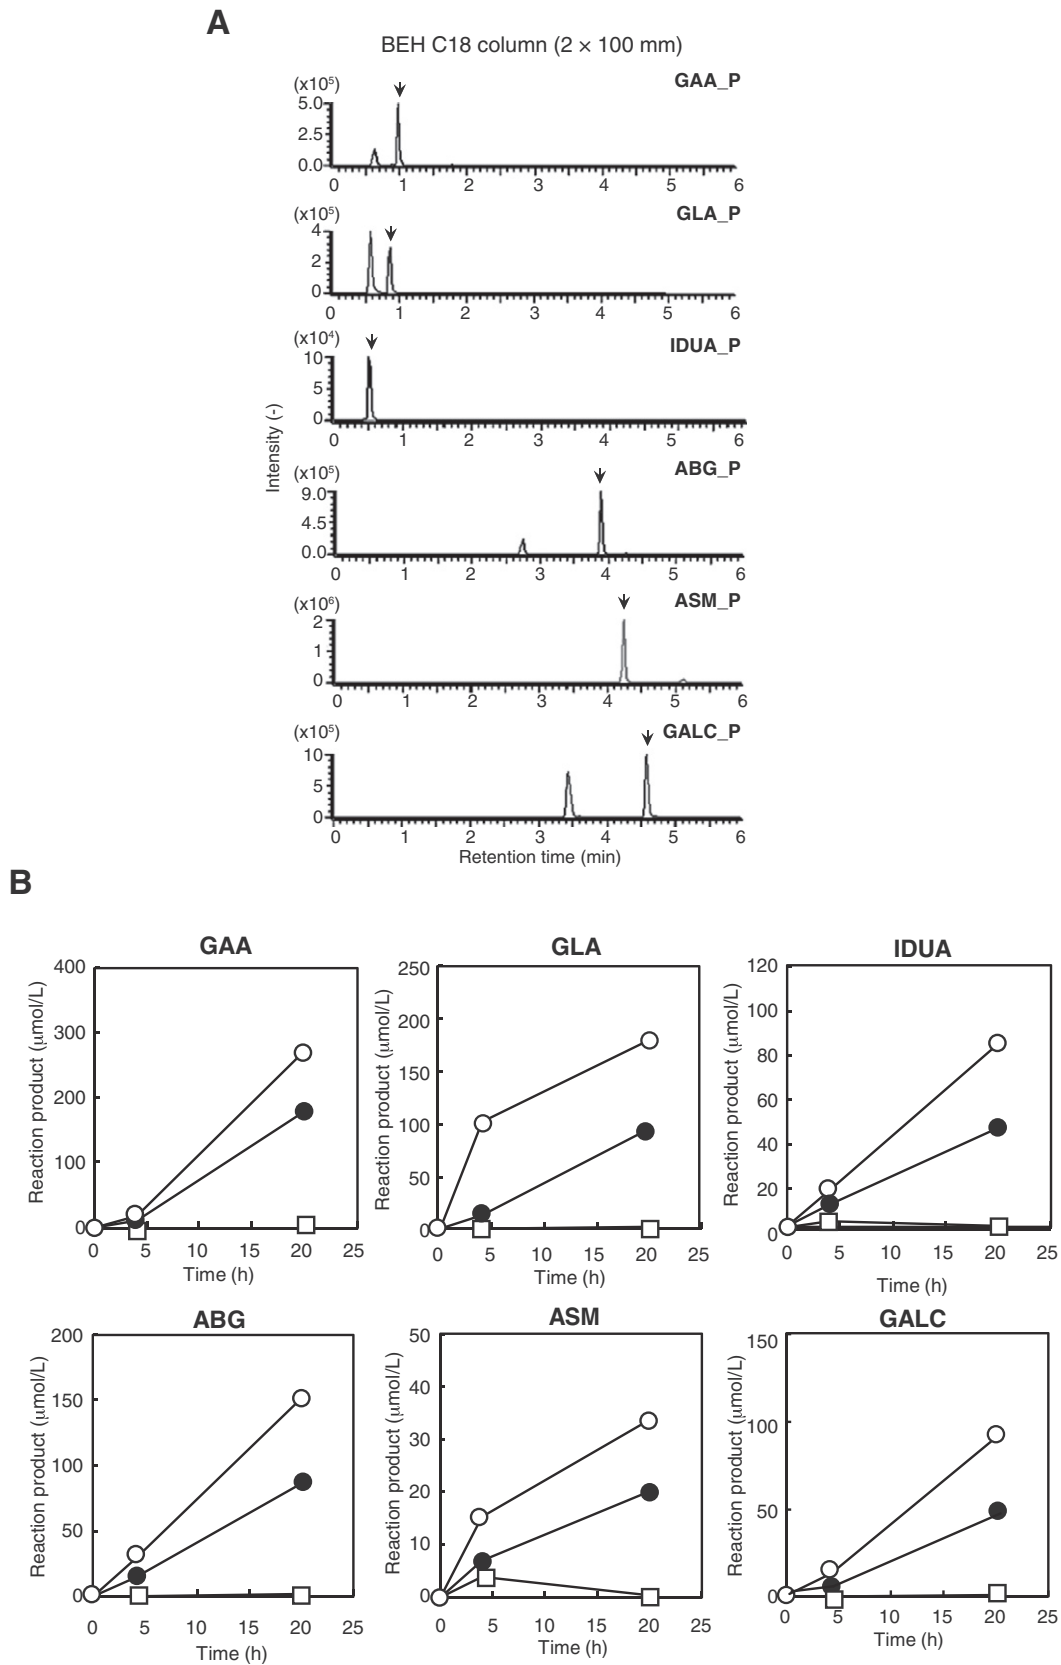 A
BEH C18 column (2 × 100 mm)
(x10⁵)
GAA_P
5.0
2.5
0.0
0 1 2 3 4 5 6
(x10⁵)
GLA_P
4
2
0
0 1 2 3 4 5 6
(x10⁴)
IDUA_P
10
5
0
0 1 2 3 4 5 6
Intensity (-)
(x10⁵)
ABG_P
9.0
4.5
0.0
0 1 2 3 4 5 6
(x10⁶)
ASM_P
2
1
0
0 1 2 3 4 5 6
(x10⁵)
GALC_P
10
5
0
0 1 2 3 4 5 6
Retention time (min)
B
GAA
Reaction product (μmol/L)
400
300
200
100
0
0 5 10 15 20 25
Time (h)
GLA
Reaction product (μmol/L)
250
200
150
100
50
0
0 5 10 15 20 25
Time (h)
IDUA
Reaction product (μmol/L)
120
100
80
60
40
20
0
0 5 10 15 20 25
Time (h)
ABG
Reaction product (μmol/L)
200
150
100
50
0
0 5 10 15 20 25
Time (h)
ASM
Reaction product (μmol/L)
50
40
30
20
10
0
0 5 10 15 20 25
Time (h)
GALC
Reaction product (μmol/L)
150
100
50
0
0 5 10 15 20 25
Time (h)